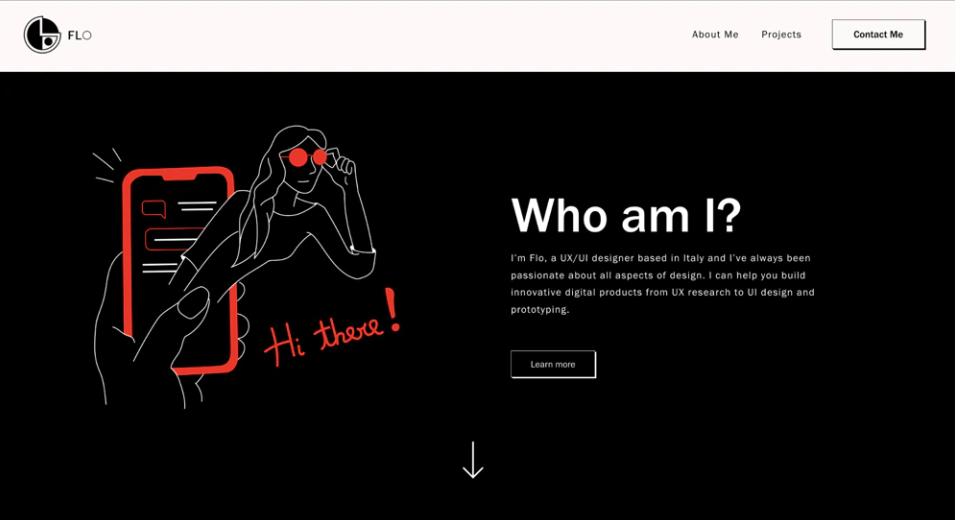 FLO
About Me
Projects
Contact Me
Hi there!
Who am I?
I'm Flo, a UX/UI designer based in Italy and I've always been
passionate about all aspects of design. I can help you build
innovative digital products from UX research to UI design and
prototyping.
Learn more